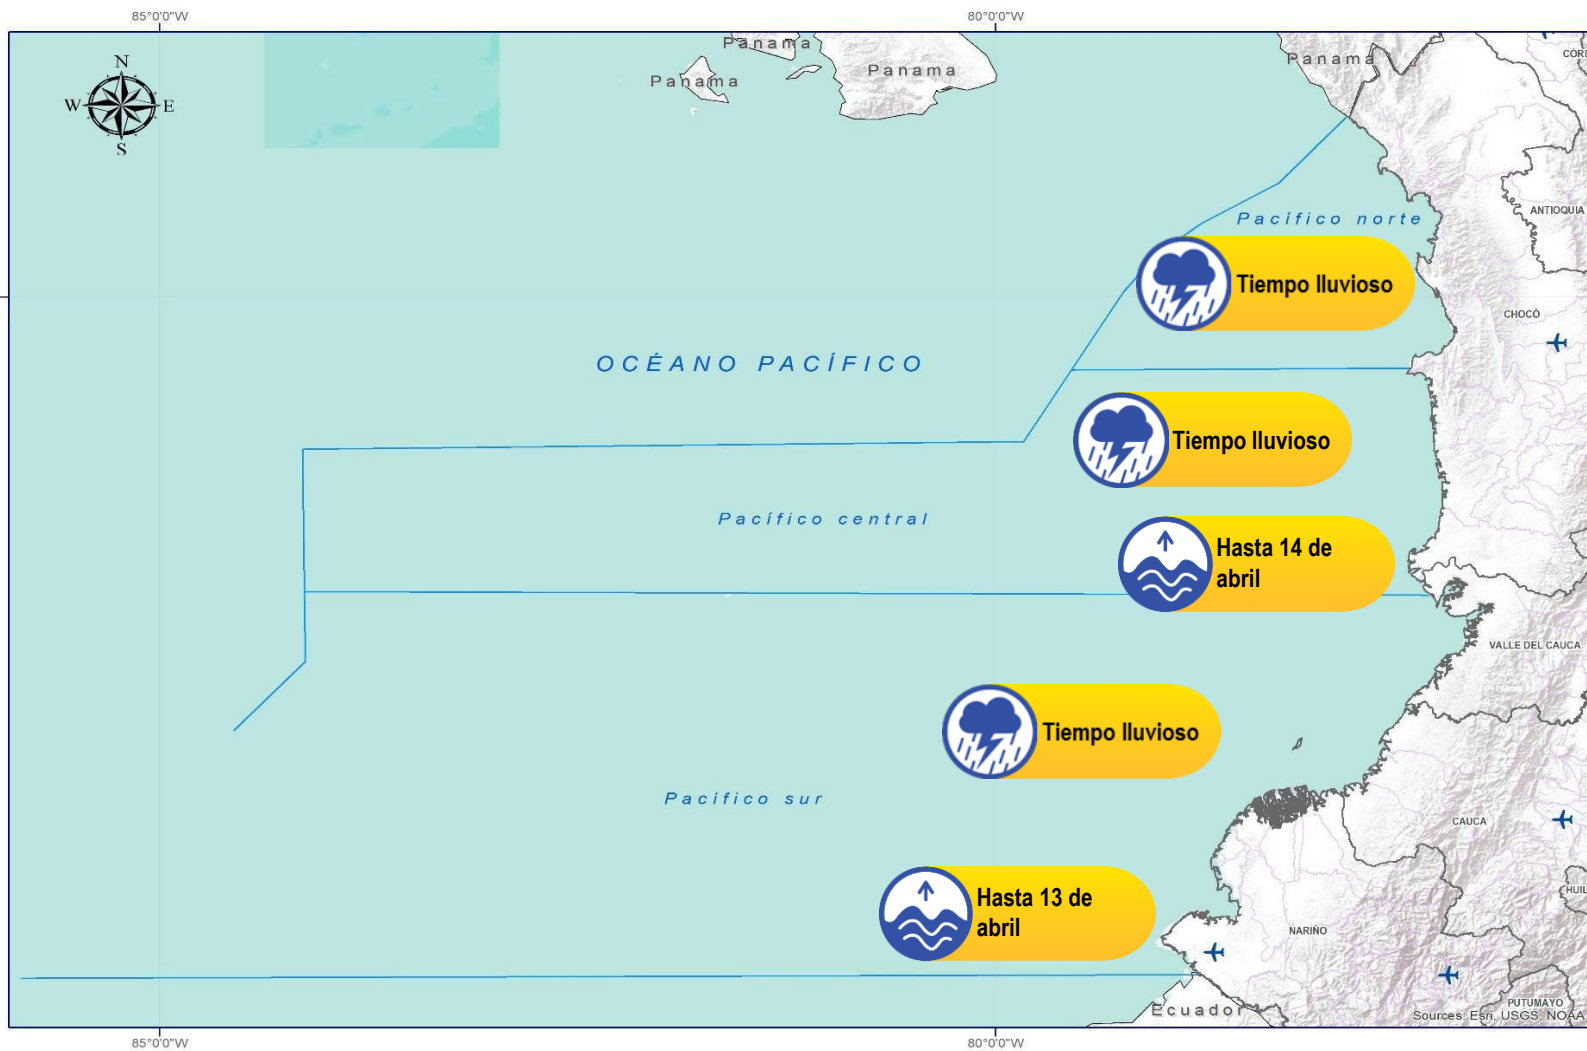 85°0'0"W
80°0'0"W
N
W
E
S
Panama
Panama
Panama
Panama
Pacífico norte
ANTIOQUIA
Tiempo lluvioso
CHOCÓ
OCÉANO PACÍFICO
Tiempo lluvioso
Pacífico central
Hasta 14 de
abril
VALLE DEL CAUCA
Tiempo lluvioso
Pacífico sur
CAUCA
Hasta 13 de
abril
HUIL
NARIÑO
PUTUMAYO
Ecuador
Sources: Esri, USGS, NOAA
85°0'0"W
80°0'0"W